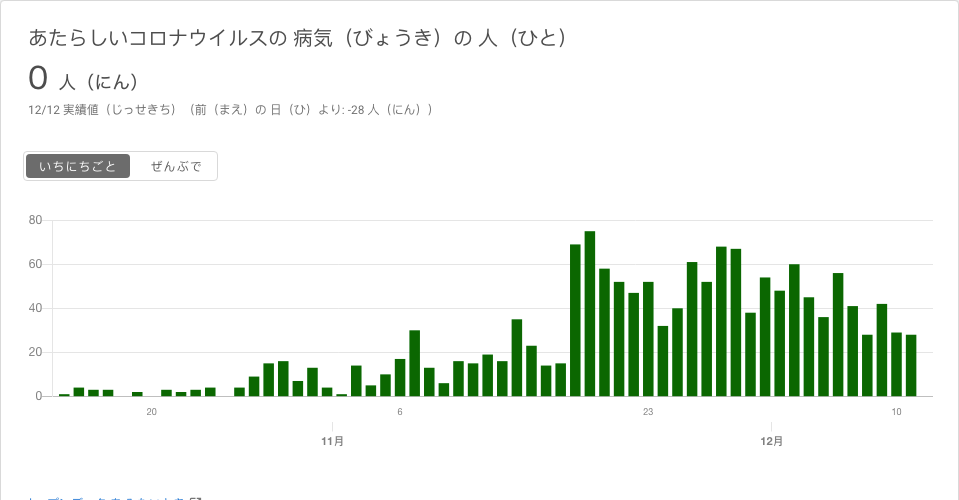 あたらしいコロナウイルスの 病気（びょうき）の 人（ひと）
0 人（にん）
12/12 実績値（じっせきち）（前（まえ）の 日（ひ）より: -28 人（にん））
いちにちごと ぜんぶで
80
60
40
20
0
20 6 23 10
11月 12月